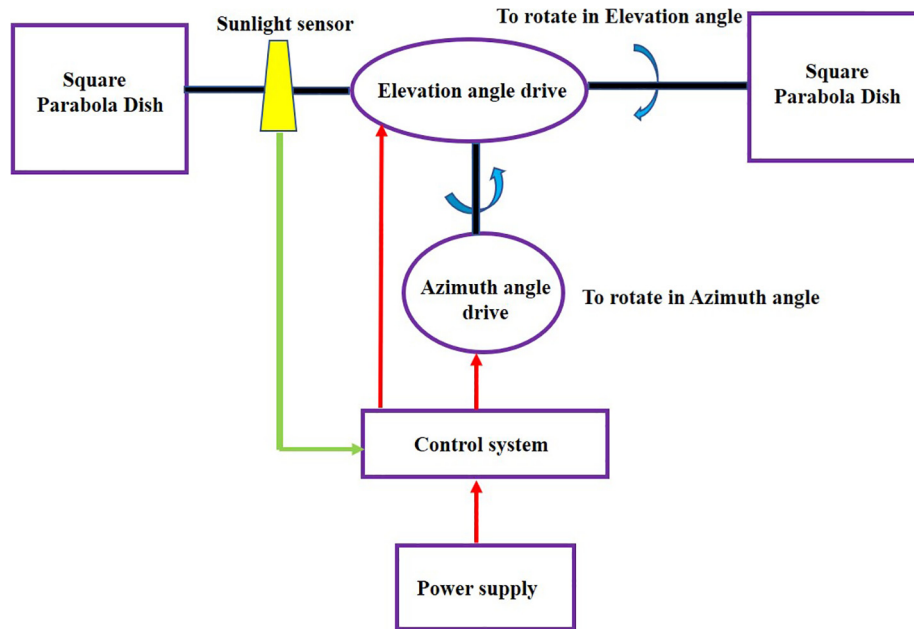 Sunlight sensor
To rotate in Elevation angle
Square
Parabola Dish
Elevation angle drive
Square
Parabola Dish
Azimuth angle
drive
To rotate in Azimuth angle
Control system
Power supply